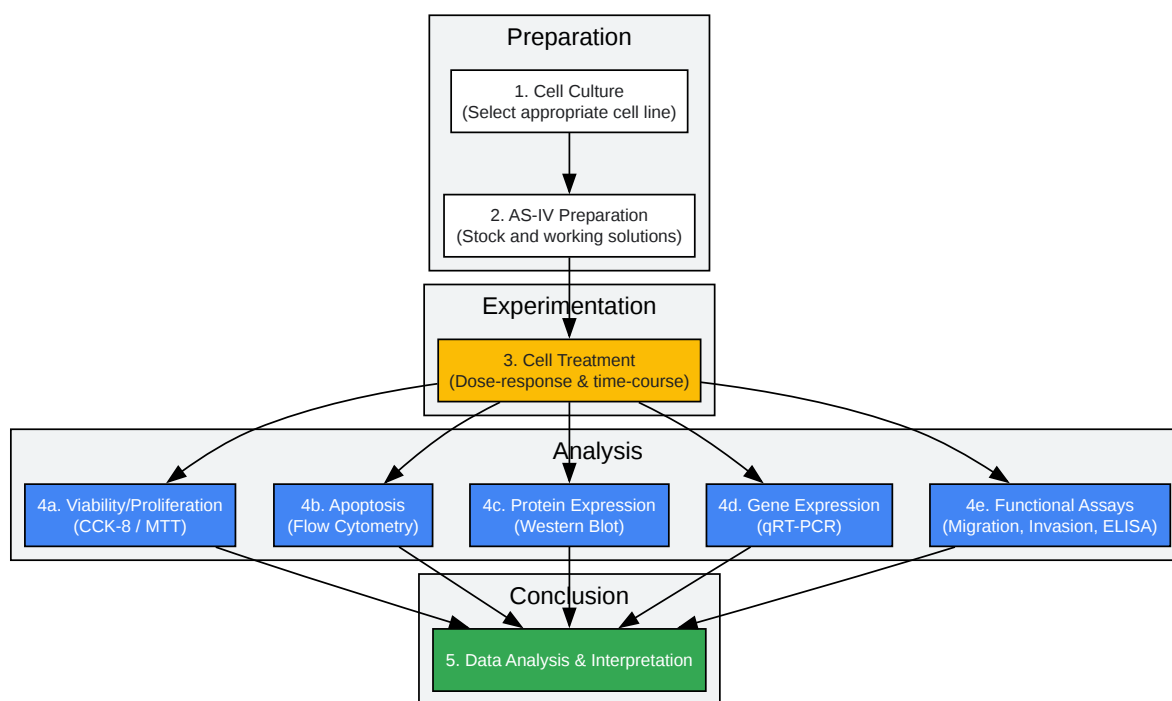 Preparation
1. Cell Culture
(Select appropriate cell line)
2. AS-IV Preparation
(Stock and working solutions)
Experimentation
3. Cell Treatment
(Dose-response & time-course)
Analysis
4a. Viability/Proliferation
(CCK-8 / MTT)
4b. Apoptosis
(Flow Cytometry)
4c. Protein Expression
(Western Blot)
4d. Gene Expression
(qRT-PCR)
4e. Functional Assays
(Migration, Invasion, ELISA)
Conclusion
5. Data Analysis & Interpretation